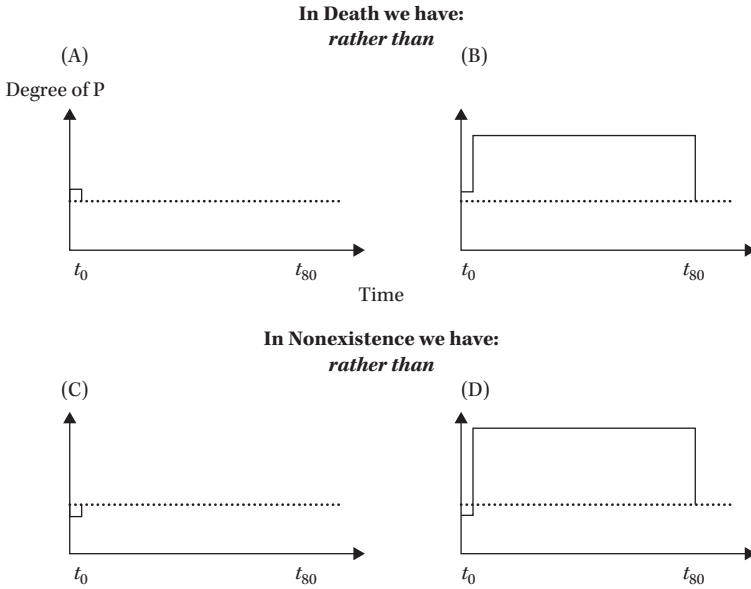 In Death we have:
rather than
(A) (B)
Degree of P
t0 t80 t0 t80
Time
In Nonexistence we have:
rather than
(C) (D)
t0 t80 t0 t80